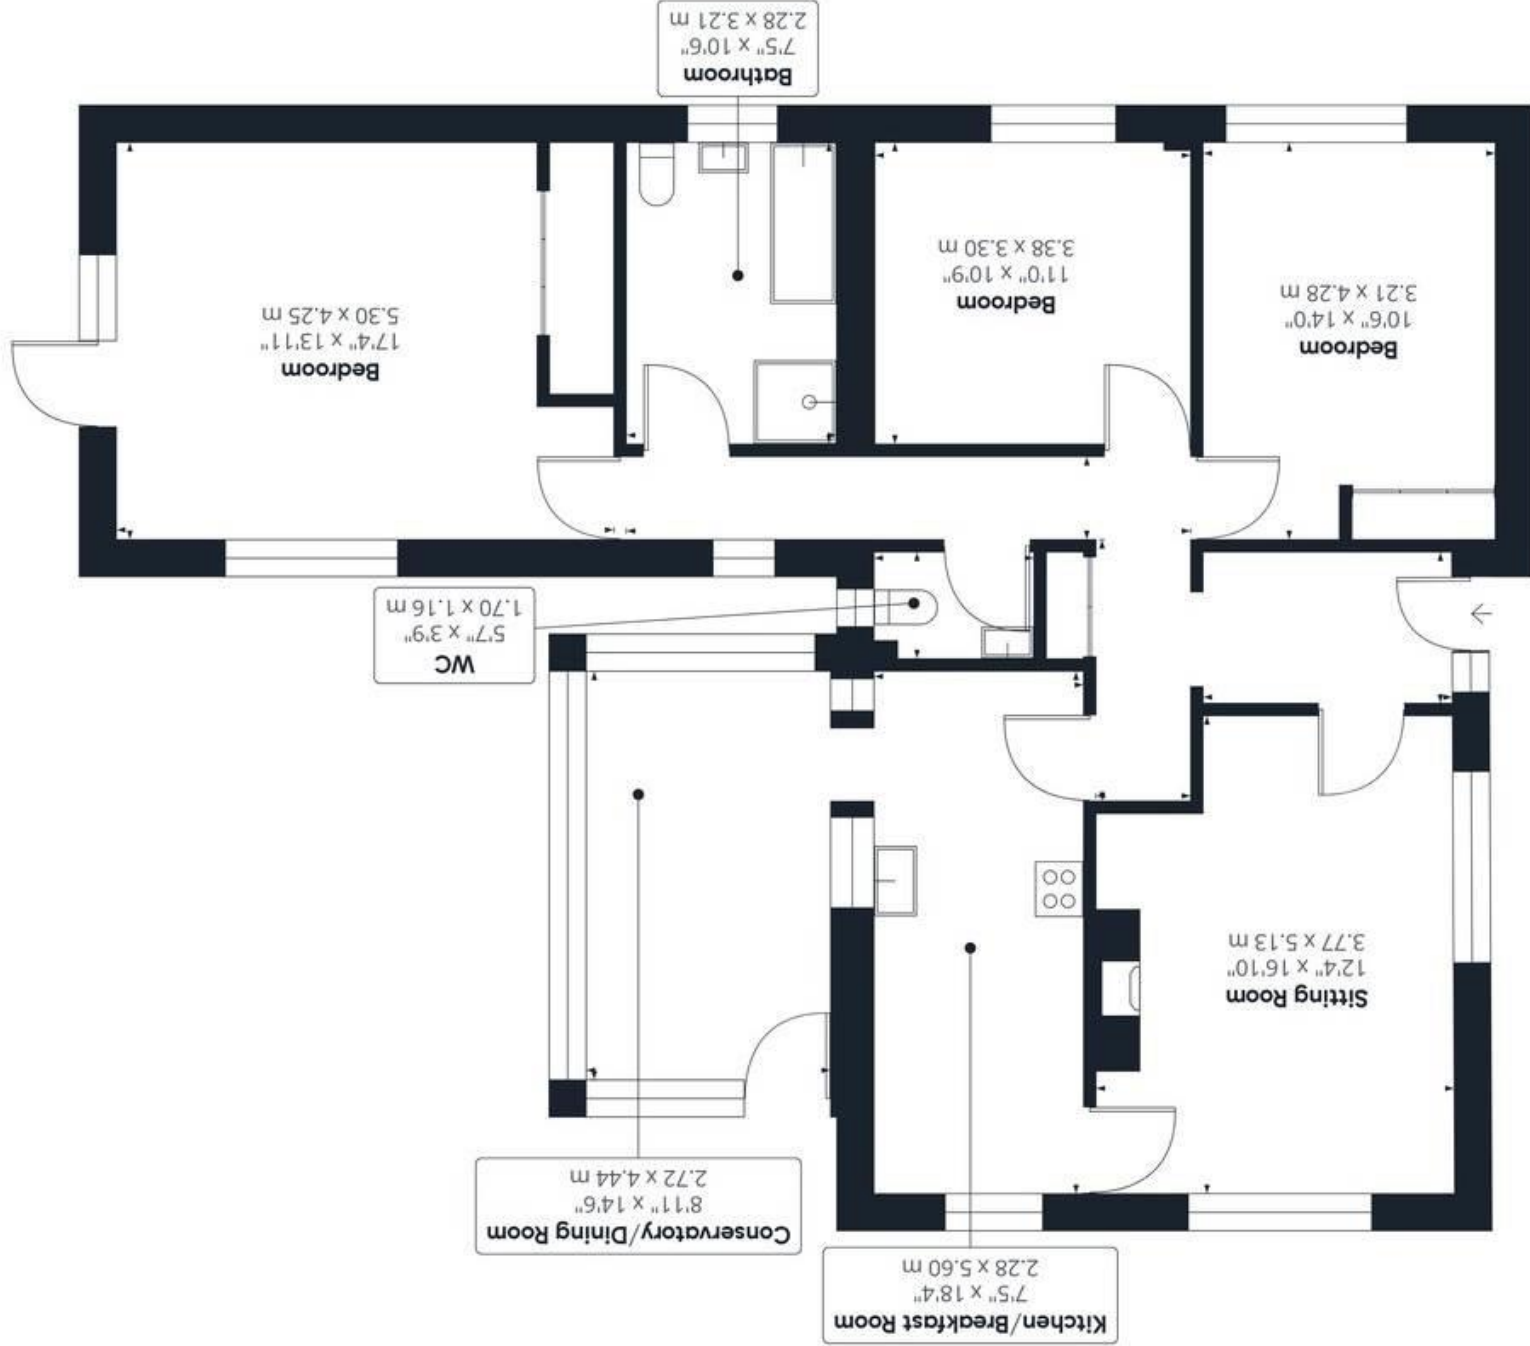 Kitchen/Breakfast Room
7'5" x 18'4"
2.28 x 5.60 m
Conservatory/Dining Room
8'11" x 14'6"
2.72 x 4.44 m
Sitting Room
12'4" x 16'10"
3.77 x 5.13 m
WC
5'7" x 3'9"
1.70 x 1.16 m
Bedroom
10'6" x 14'0"
3.21 x 4.28 m
Bedroom
11'0" x 10'9"
3.38 x 3.30 m
Bedroom
17'4" x 13'11"
5.30 x 4.25 m
Bathroom
7'5" x 10'6"
2.28 x 3.21 m